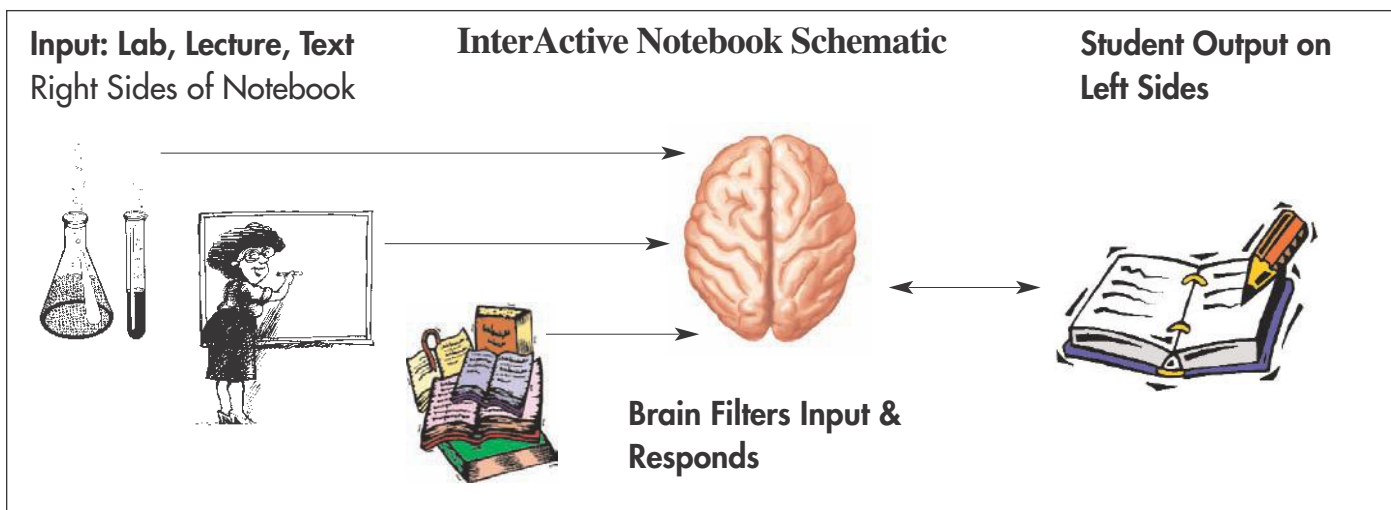 Input: Lab, Lecture, Text
Right Sides of Notebook
InterActive Notebook Schematic
Student Output on
Left Sides
Brain Filters Input &
Responds